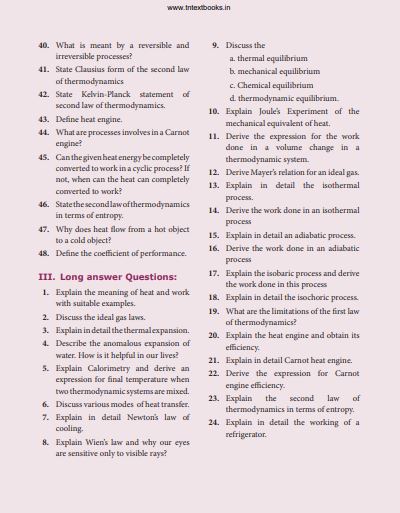 www.tntextbooks.in
40. What is meant by a reversible and
irreversible processes?
41. State Clausius form of the second law
of thermodynamics
42. State Kelvin-Planck statement of
second law of thermodynamics.
43. Define heat engine.
44. What are processes involves in a Carnot
engine?
45. Can the given heat energy be completely
converted to work in a cyclic process? If
not, when can the heat can completely
converted to work?
46. State the second law of thermodynamics
in terms of entropy.
47. Why does heat flow from a hot object
to a cold object?
48. Define the coefficient of performance.
III. Long answer Questions:
1. Explain the meaning of heat and work
with suitable examples.
2. Discuss the ideal gas laws.
3. Explain in detail the thermal expansion.
4. Describe the anomalous expansion of
water. How is it helpful in our lives?
5. Explain Calorimetry and derive an
expression for final temperature when
two thermodynamic systems are mixed.
6. Discuss various modes of heat transfer.
7. Explain in detail Newton's law of
cooling.
8. Explain Wien's law and why our eyes
are sensitive only to visible rays?
9. Discuss the
a. thermal equilibrium
b. mechanical equilibrium
c. Chemical equilibrium
d. thermodynamic equilibrium.
10. Explain Joule's Experiment of the
mechanical equivalent of heat.
11. Derive the expression for the work
done in a volume change in a
thermodynamic system.
12. Derive Mayer's relation for an ideal gas.
13. Explain in detail the isothermal
process.
14. Derive the work done in an isothermal
process
15. Explain in detail an adiabatic process.
16. Derive the work done in an adiabatic
process
17. Explain the isobaric process and derive
the work done in this process
18. Explain in detail the isochoric process.
19. What are the limitations of the first law
of thermodynamics?
20. Explain the heat engine and obtain its
efficiency.
21. Explain in detail Carnot heat engine.
22. Derive the expression for Carnot
engine efficiency.
23. Explain the second law of
thermodynamics in terms of entropy.
24. Explain in detail the working of a
refrigerator.